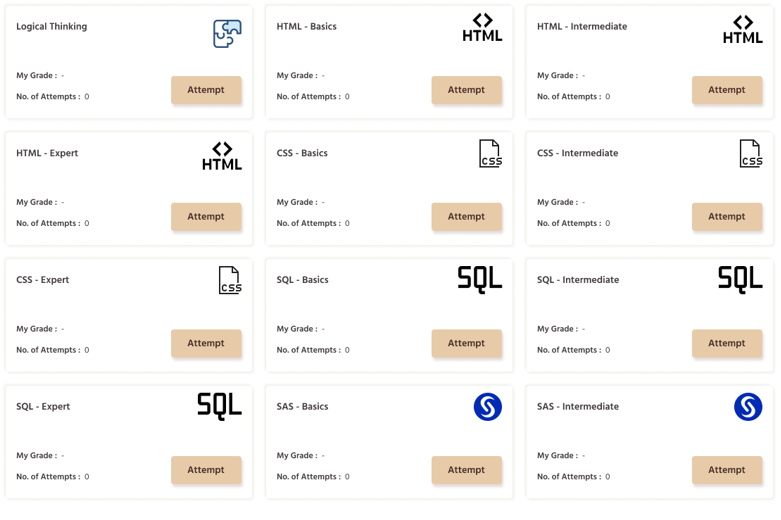 Logical Thinking
My Grade : -
No. of Attempts : 0
Attempt
HTML - Basics
HTML
My Grade : -
No. of Attempts : 0
Attempt
HTML - Intermediate
HTML
My Grade : -
No. of Attempts : 0
Attempt
HTML - Expert
HTML
My Grade : -
No. of Attempts : 0
Attempt
CSS - Basics
CSS
My Grade : -
No. of Attempts : 0
Attempt
CSS - Intermediate
CSS
My Grade : -
No. of Attempts : 0
Attempt
CSS - Expert
CSS
My Grade : -
No. of Attempts : 0
Attempt
SQL - Basics
SQL
My Grade : -
No. of Attempts : 0
Attempt
SQL - Intermediate
SQL
My Grade : -
No. of Attempts : 0
Attempt
SQL - Expert
SQL
My Grade : -
No. of Attempts : 0
Attempt
SAS - Basics
My Grade : -
No. of Attempts : 0
Attempt
SAS - Intermediate
My Grade : -
No. of Attempts : 0
Attempt